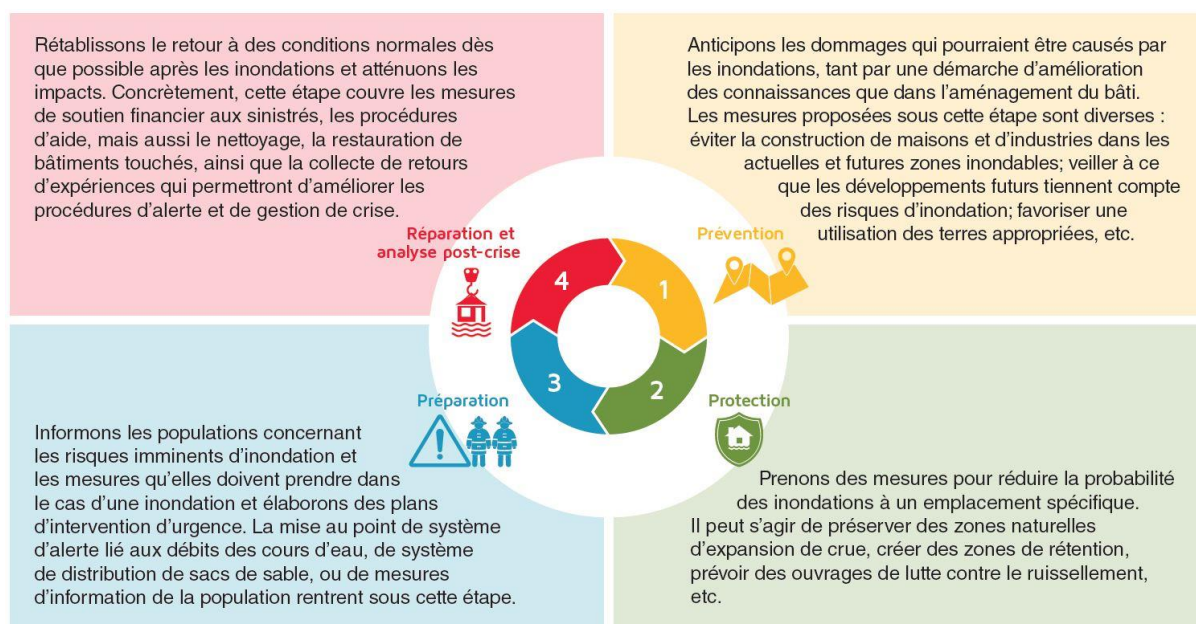 Rétablissons le retour à des conditions normales dès
que possible après les inondations et atténuons les
impacts. Concrètement, cette étape couvre les mesures
de soutien financier aux sinistrés, les procédures
d'aide, mais aussi le nettoyage, la restauration de
bâtiments touchés, ainsi que la collecte de retours
d'expériences qui permettront d'améliorer les
procédures d'alerte et de gestion de crise.
Réparation et
analyse post-crise
4
Anticipons les dommages qui pourraient être causés par
les inondations, tant par une démarche d'amélioration
des connaissances que dans l'aménagement du bâti.
Les mesures proposées sous cette étape sont diverses :
éviter la construction de maisons et d'industries dans les
actuelles et futures zones inondables; veiller à ce
que les développements futurs tiennent compte
des risques d'inondation; favoriser une
utilisation des terres appropriées, etc.
Prévention
1
3
Préparation
Informons les populations concernant
les risques imminents d'inondation et
les mesures qu'elles doivent prendre dans
le cas d'une inondation et élaborons des plans
d'intervention d'urgence. La mise au point de système
d'alerte lié aux débits des cours d'eau, de système
de distribution de sacs de sable, ou de mesures
d'information de la population rentrent sous cette étape.
2
Protection
Prenons des mesures pour réduire la probabilité
des inondations à un emplacement spécifique.
Il peut s'agir de préserver des zones naturelles
d'expansion de crue, créer des zones de rétention,
prévoir des ouvrages de lutte contre le ruissellement,
etc.